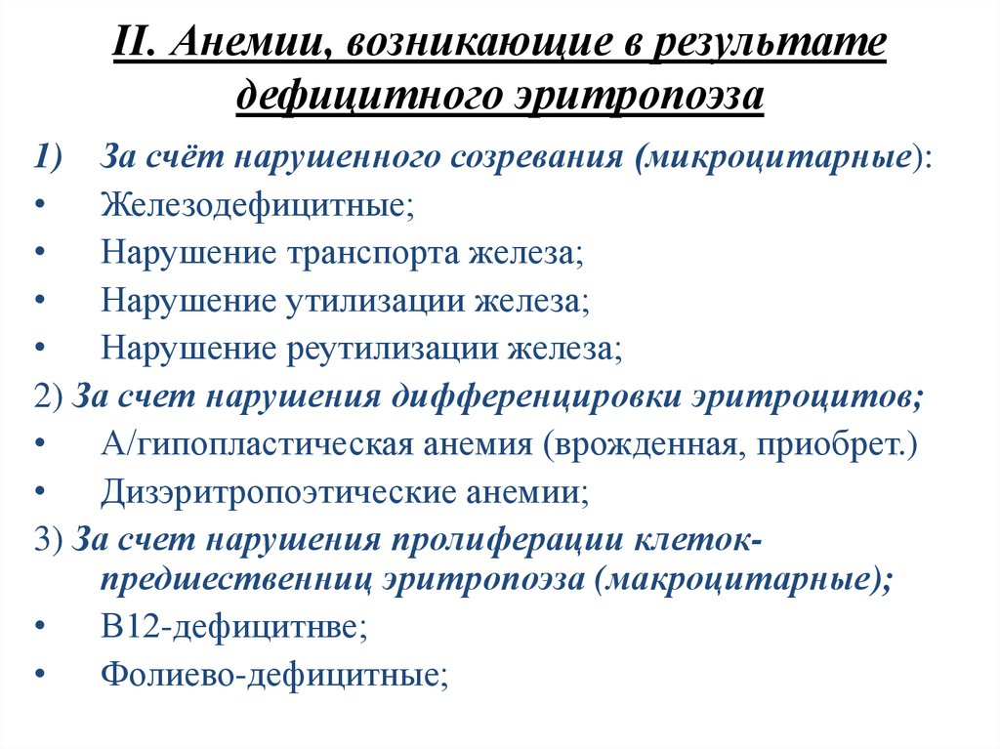 II. Анемии, возникающие в результате
дефицитного эритропоэза
1) За счёт нарушенного созревания (микроцитарные):
• Железодефицитные;
• Нарушение транспорта железа;
• Нарушение утилизации железа;
• Нарушение реутилизации железа;
2) За счет нарушения дифференцировки эритроцитов;
• А/гипопластическая анемия (врожденная, приобрет.)
• Дизэритропоэтические анемии;
3) За счет нарушения пролиферации клеток-
предшественниц эритропоэза (макроцитарные);
• В12-дефицитнве;
• Фолиево-дефицитные;